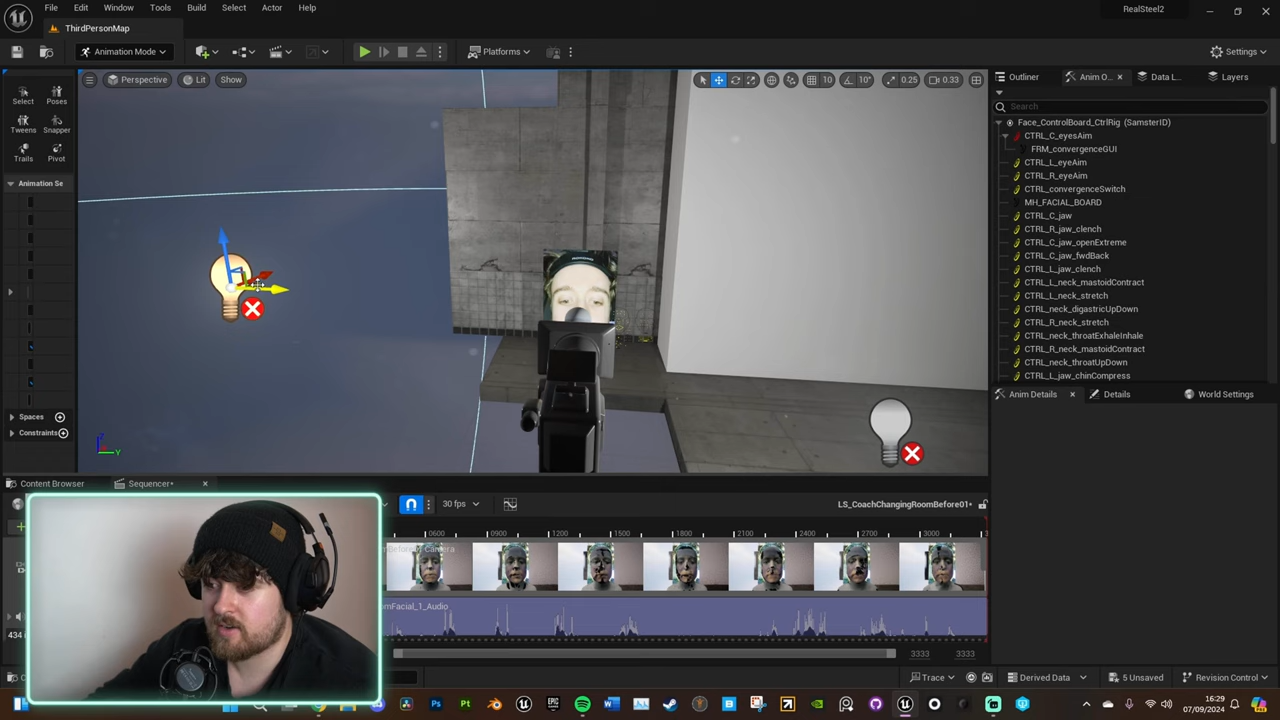 File Edit Window Tools Build Select Actor Help
RealSteel2
ThirdPersonMap
Animation Mode
Platforms
Settings
Select Poses
Tweens Snapper
Trails Pivot
Animation Se
Spaces
Constraints
Perspective Lit Show
10 10° 0.25 0.33
Z
Y
Outliner Anim O... Data L... Layers
Search
Face_ControlBoard_CtrlRig (SamsterID)
CTRL_C_eyesAim
FRM_convergenceGUI
CTRL_L_eyeAim
CTRL_R_eyeAim
CTRL_convergenceSwitch
MH_FACIAL_BOARD
CTRL_C_jaw
CTRL_R_jaw_clench
CTRL_C_jaw_openExtreme
CTRL_C_jaw_fwdBack
CTRL_L_jaw_clench
CTRL_L_neck_mastoidContract
CTRL_L_neck_stretch
CTRL_neck_digastricUpDown
CTRL_R_neck_stretch
CTRL_neck_throatExhaleInhale
CTRL_R_neck_mastoidContract
CTRL_neck_throatUpDown
CTRL_L_jaw_chinCompress
Anim Details Details World Settings
Content Browser Sequencer*
30 fps
LS_CoachChangingRoomBefore01*
0600 0900 1200 1500 1800 2100 2400 3000
Camera
mFacial_1_Audio
434
3333 3333
Trace Derived Data 5 Unsaved Revision Control
16:29
07/09/2024